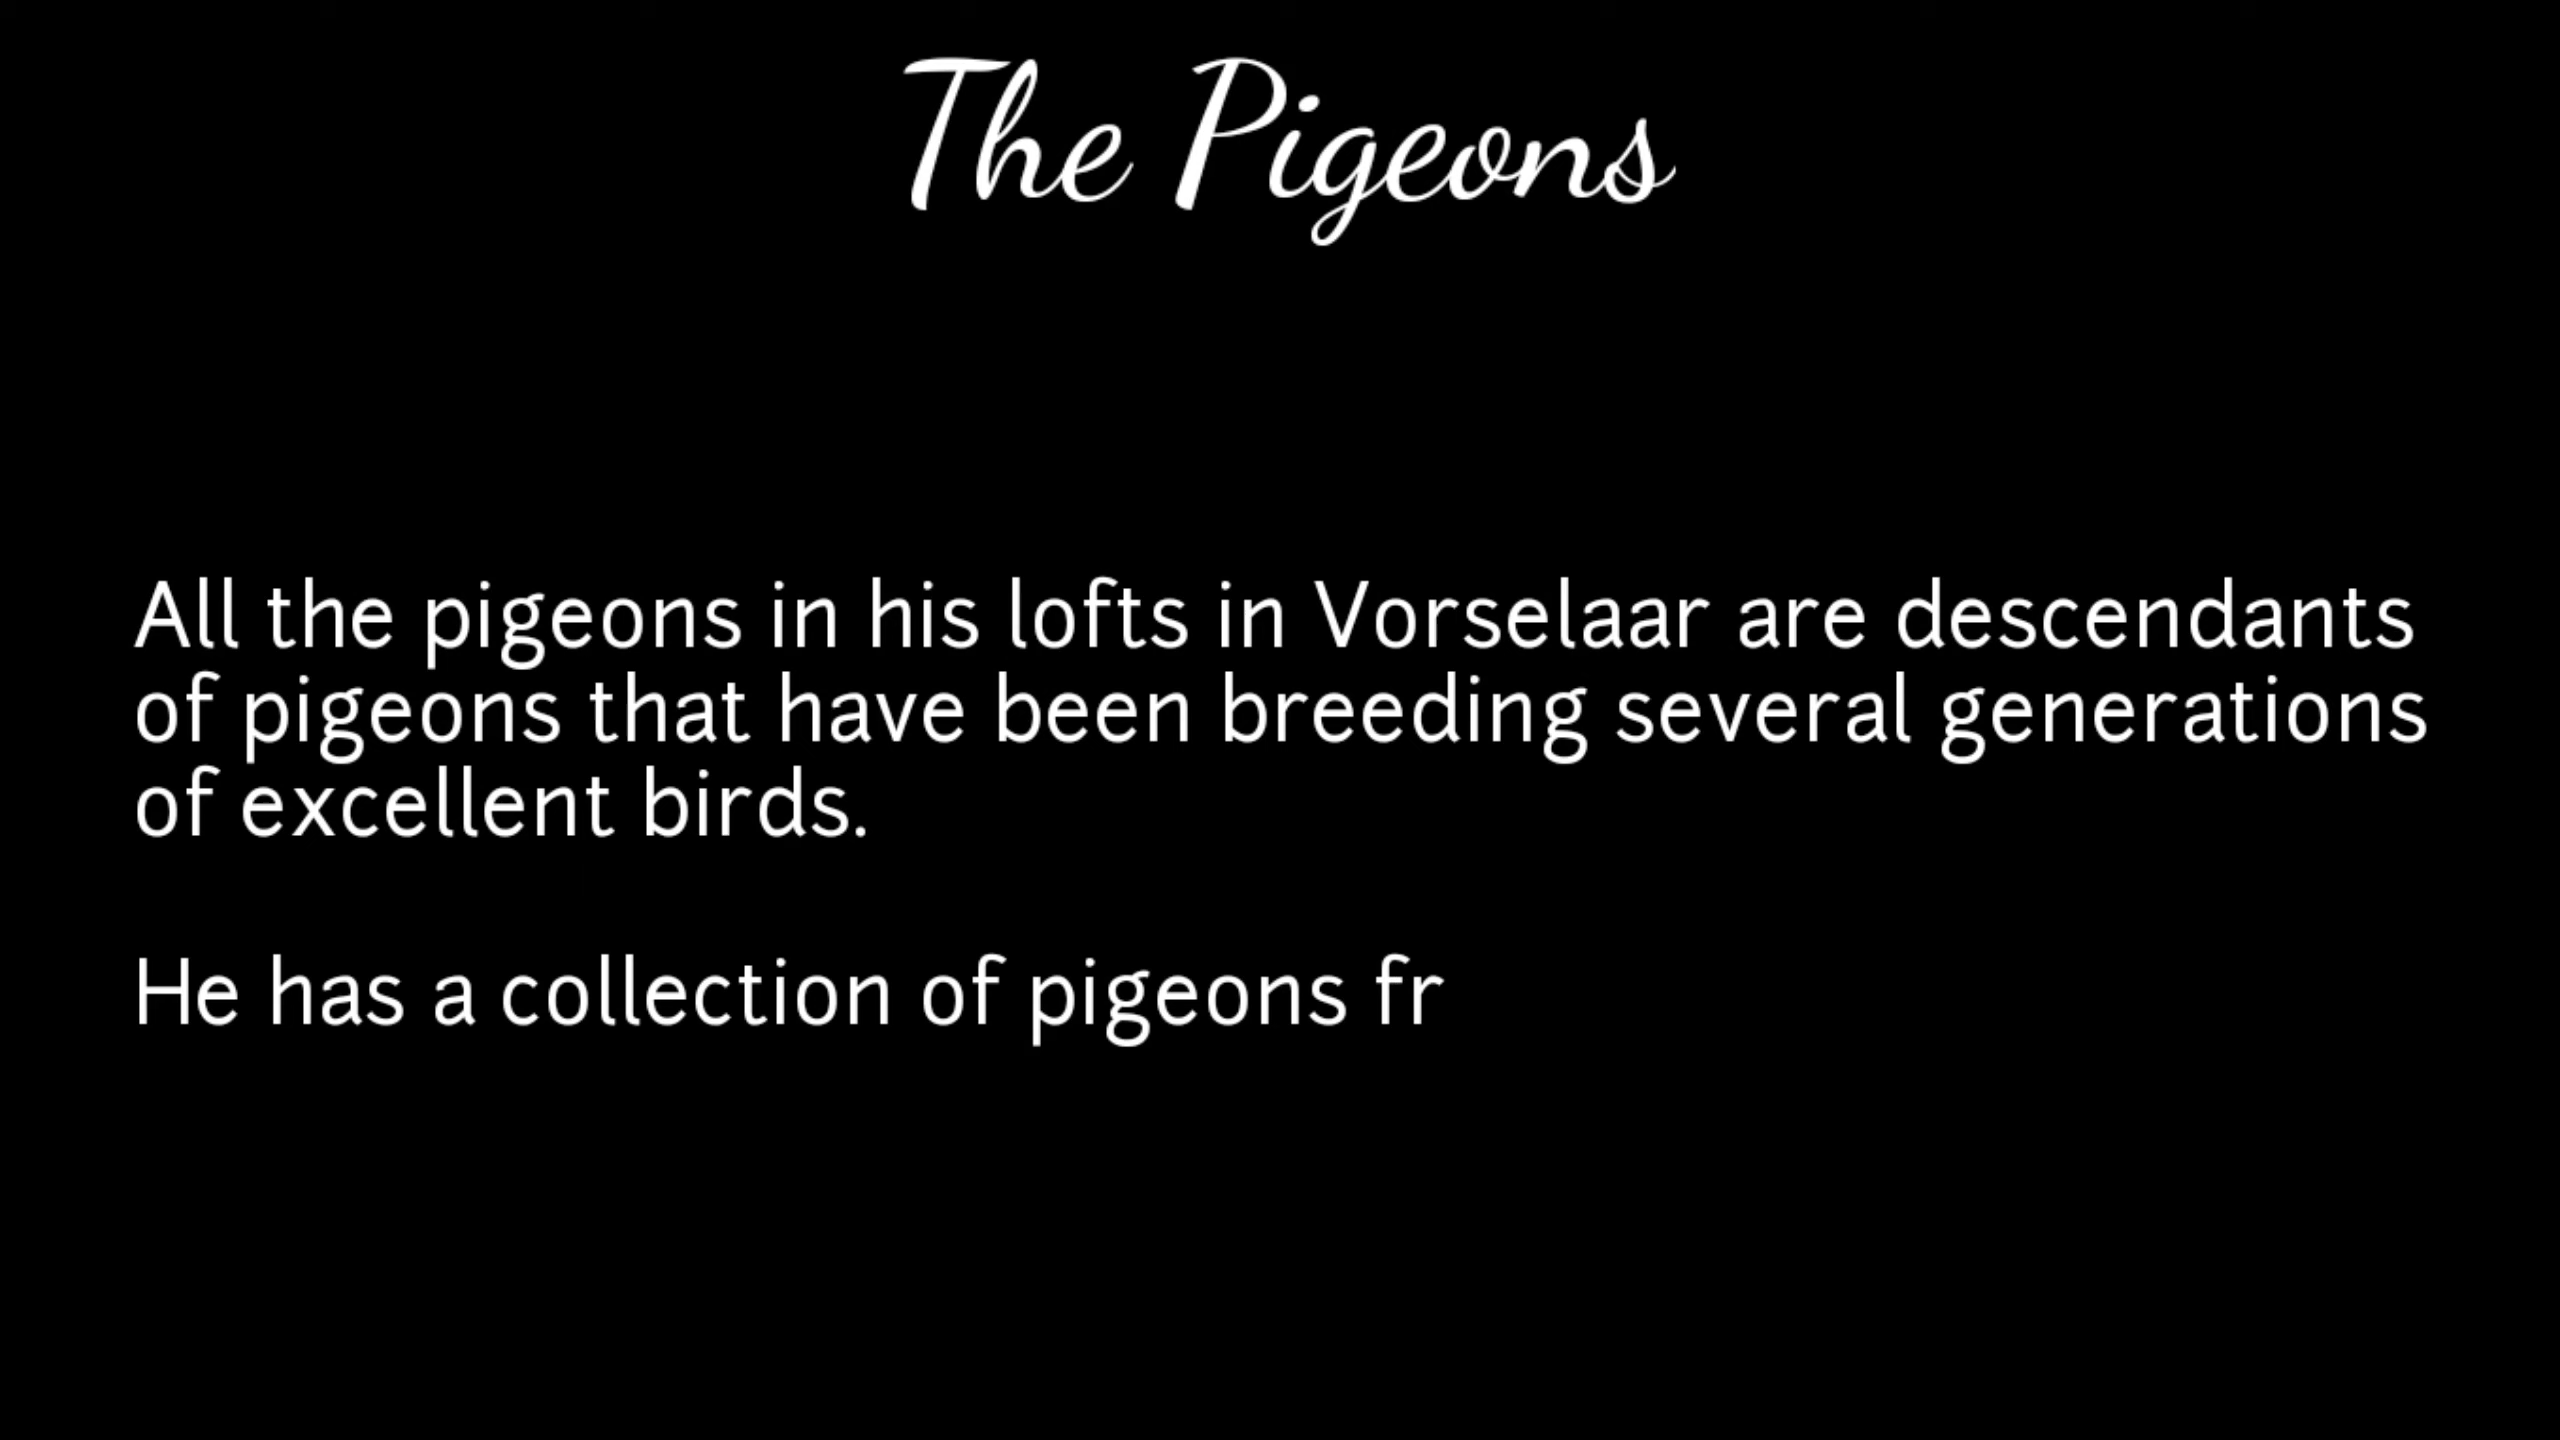 The Pigeons
All the pigeons in his lofts in Vorselaar are descendants
of pigeons that have been breeding several generations
of excellent birds.
He has a collection of pigeons fr